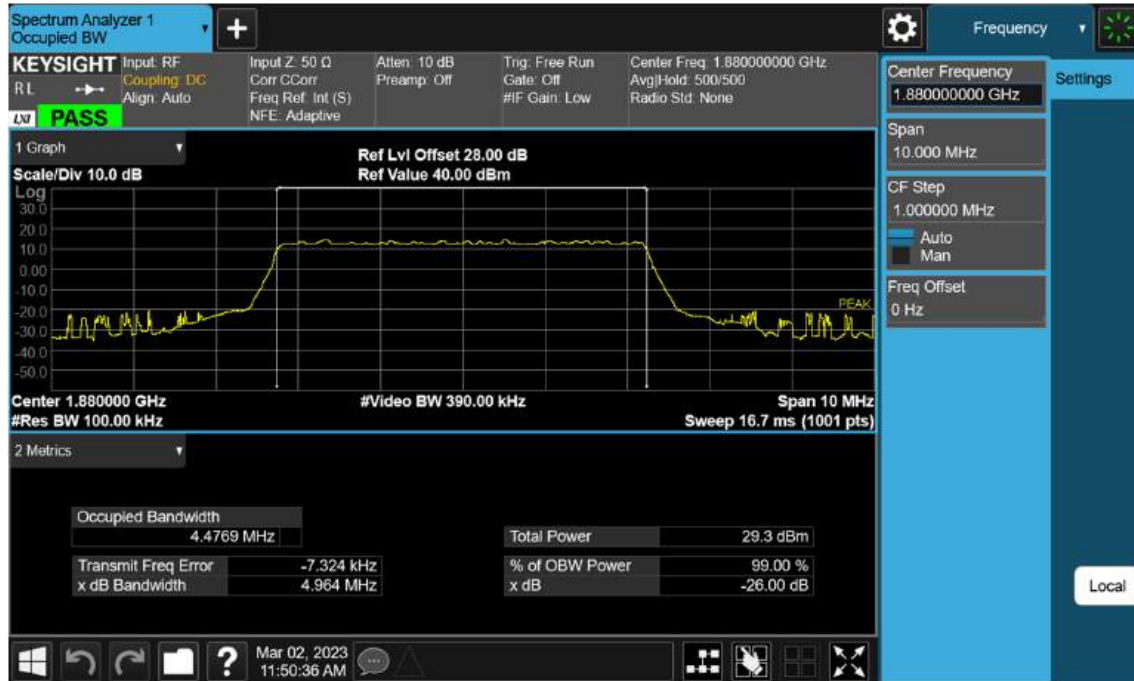 Spectrum Analyzer 1
Occupied BW
+
Frequency
KEYSIGHT
R L
LXI
PASS
Input: RF
Coupling: DC
Align: Auto
Input Z: 50 Ω
Corr CCorr
Freq Ref: Int (S)
NFE: Adaptive
Atten: 10 dB
Preamp: Off
Trig: Free Run
Gate: Off
#IF Gain: Low
Center Freq: 1.880000000 GHz
Avg|Hold: 500/500
Radio Std: None
Center Frequency
1.880000000 GHz
Settings
Span
10.000 MHz
CF Step
1.000000 MHz
Auto
Man
Freq Offset
0 Hz
Local
1 Graph
Scale/Div 10.0 dB
Ref Lvl Offset 28.00 dB
Ref Value 40.00 dBm
Log
30.0
20.0
10.0
0.00
-10.0
-20.0
-30.0
-40.0
-50.0
PEAK
Center 1.880000 GHz
#Res BW 100.00 kHz
#Video BW 390.00 kHz
Span 10 MHz
Sweep 16.7 ms (1001 pts)
2 Metrics
Occupied Bandwidth
4.4769 MHz
Transmit Freq Error -7.324 kHz
x dB Bandwidth 4.964 MHz
Total Power 29.3 dBm
% of OBW Power 99.00 %
x dB -26.00 dB
?
Mar 02, 2023
11:50:36 AM